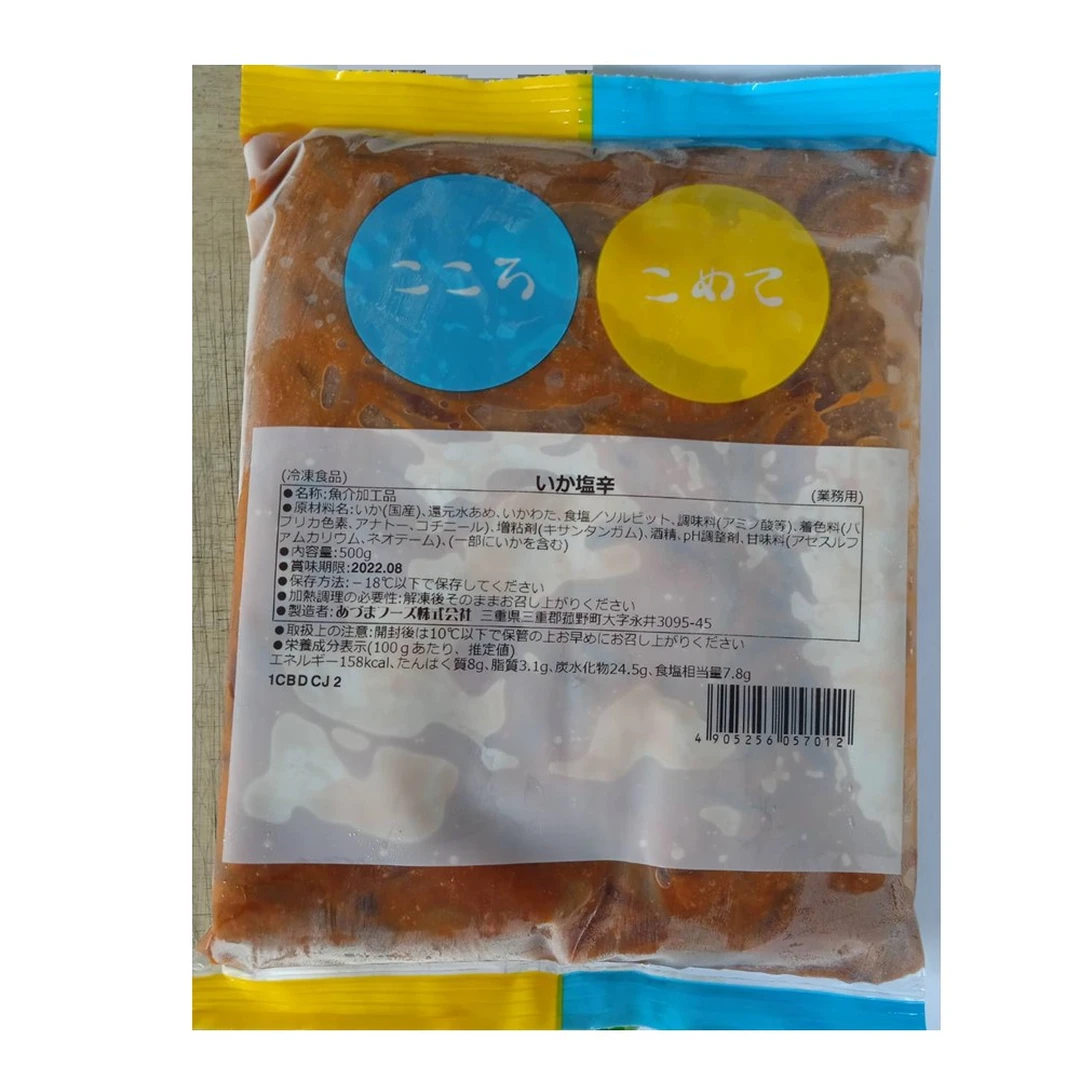 こころ
こめて
(冷凍食品)
いか塩辛
(業務用)
●名称:魚介加工品
●原材料名:いか(国産)、還元水あめ、いかわた、食塩／ソルビット、調味料(アミノ酸等)、着色料(パ
プリカ色素、アナトー、コチニール)、増粘剤(キサンタンガム)、酒精、pH調整剤、甘味料(アセスルフ
ァムカリウム、ネオテーム)、(一部にいかを含む)
●内容量:500g
●賞味期限:2022.08
●保存方法:－18℃以下で保存してください
●加熱調理の必要性:解凍後そのままお召し上がりください
●製造者:あづまフーズ株式会社 三重県三重郡菰野町大字永井3095-45
●取扱上の注意:開封後は10℃以下で保管の上お早めにお召し上がりください
●栄養成分表示(100ｇあたり、推定値)
エネルギー158kcal、たんぱく質8g、脂質3.1g、炭水化物24.5g、食塩相当量7.8g
1CBDCJ2
4 905256 057012